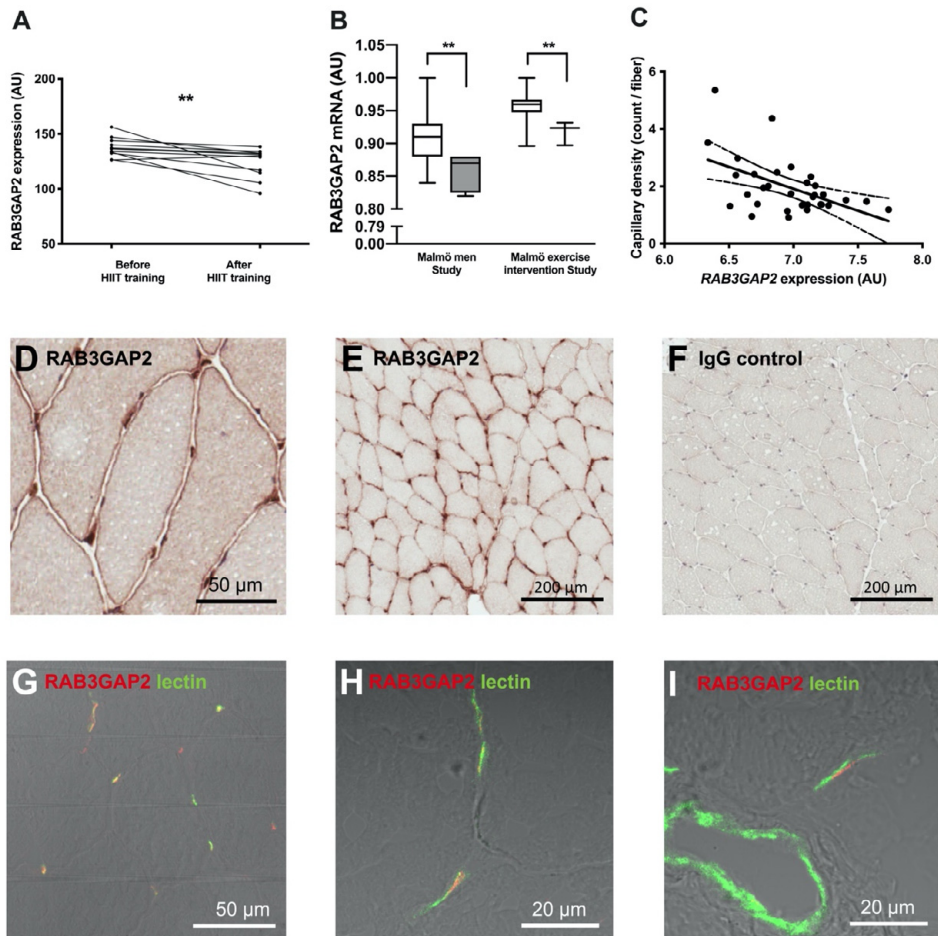 A
RAB3GAP2 expression (AU)
200
150
100
50
**
Before
HIIT training
After
HIIT training
B
RAB3GAP2 mRNA (AU)
1.05
1.00
0.95
0.90
0.85
0.80
0.79
0.00
**
**
Malmö men
Study
Malmö exercise
intervention Study
C
Capillary density (count / fiber)
6
4
2
0
6.0
6.5
7.0
7.5
8.0
RAB3GAP2 expression (AU)
D RAB3GAP2
50 µm
E RAB3GAP2
200 µm
F IgG control
200 µm
G RAB3GAP2 lectin
50 µm
H RAB3GAP2 lectin
20 µm
I RAB3GAP2 lectin
20 µm